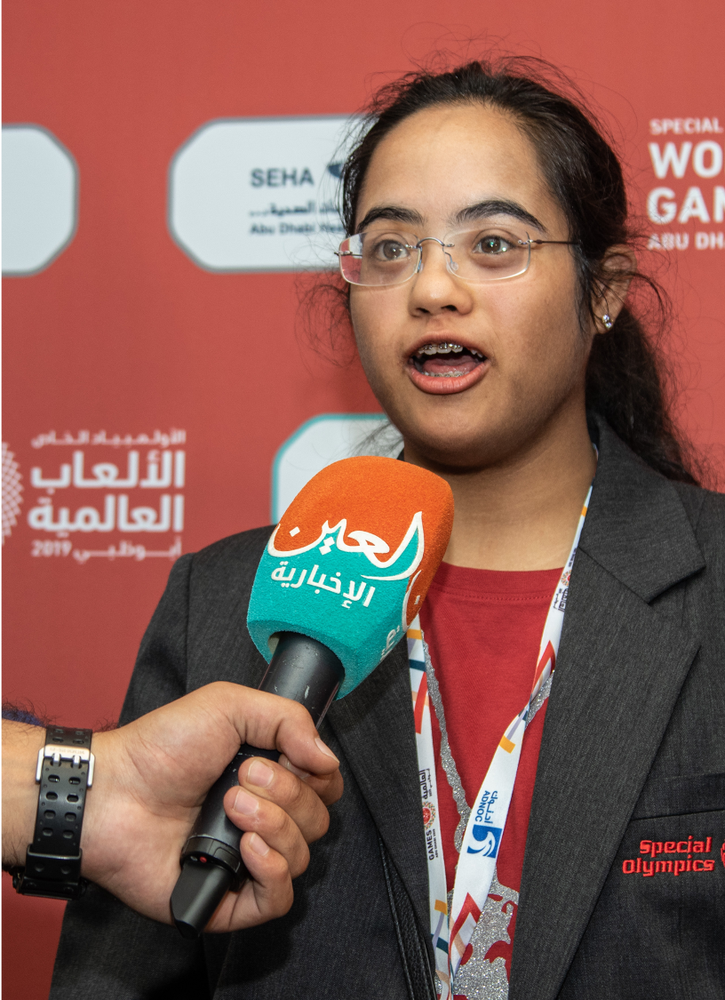 SEHA
Abu Dhabi
SPECIAL
WO
GAM
ABU DHA
الأولمبياد الخاص
الألعاب
العالمية
أبوظبي 2019
العين
الإخبارية
أدنوك
ADNOC
GAMES
Special
Olympics